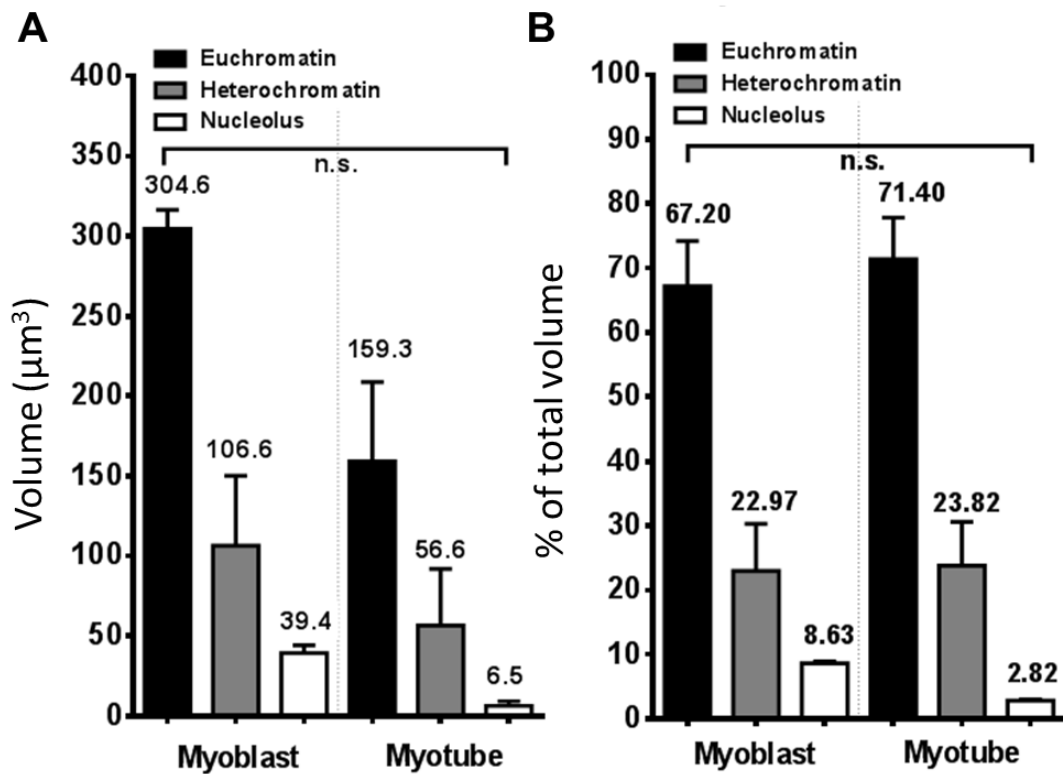 A
Euchromatin
Heterochromatin
Nucleolus
n.s.
Volume (µm³)
400
350
300
250
200
150
100
50
0
304.6
106.6
39.4
159.3
56.6
6.5
Myoblast
Myotube
B
Euchromatin
Heterochromatin
Nucleolus
n.s.
% of total volume
100
90
80
70
60
50
40
30
20
10
0
67.20
22.97
8.63
71.40
23.82
2.82
Myoblast
Myotube